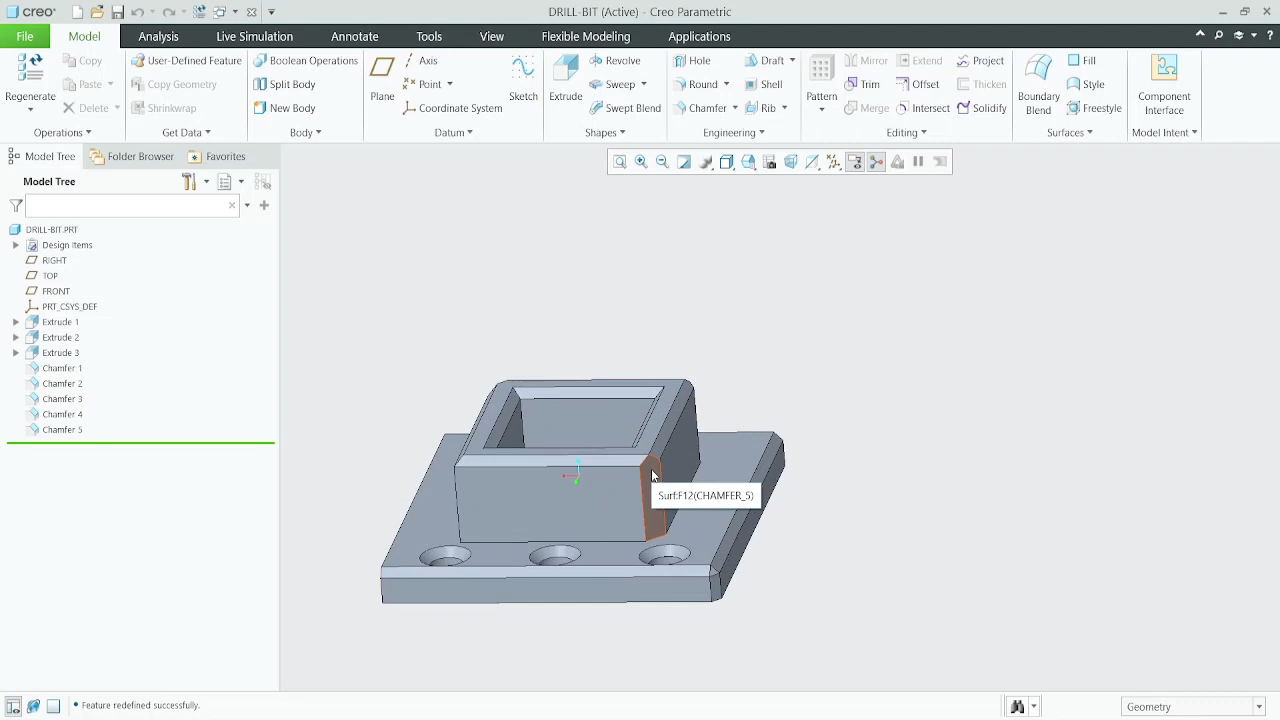 creo
DRILL-BIT (Active) - Creo Parametric
File Model Analysis Live Simulation Annotate Tools View Flexible Modeling Applications
Regenerate
Copy
Paste
Delete
Operations
User-Defined Feature
Copy Geometry
Shrinkwrap
Get Data
Boolean Operations
Split Body
New Body
Body
Plane
Axis
Point
Coordinate System
Sketch
Datum
Extrude
Revolve
Sweep
Swept Blend
Shapes
Hole
Round
Chamfer
Draft
Shell
Rib
Engineering
Pattern
Mirror
Trim
Merge
Extend
Offset
Intersect
Project
Thicken
Solidify
Editing
Boundary
Blend
Fill
Style
Freestyle
Surfaces
Component
Interface
Model Intent
Model Tree Folder Browser Favorites
Model Tree
DRILL-BIT.PRT
Design Items
RIGHT
TOP
FRONT
PRT_CSYS_DEF
Extrude 1
Extrude 2
Extrude 3
Chamfer 1
Chamfer 2
Chamfer 3
Chamfer 4
Chamfer 5
Surf:F12(CHAMFER_5)
• Feature redefined successfully.
Geometry